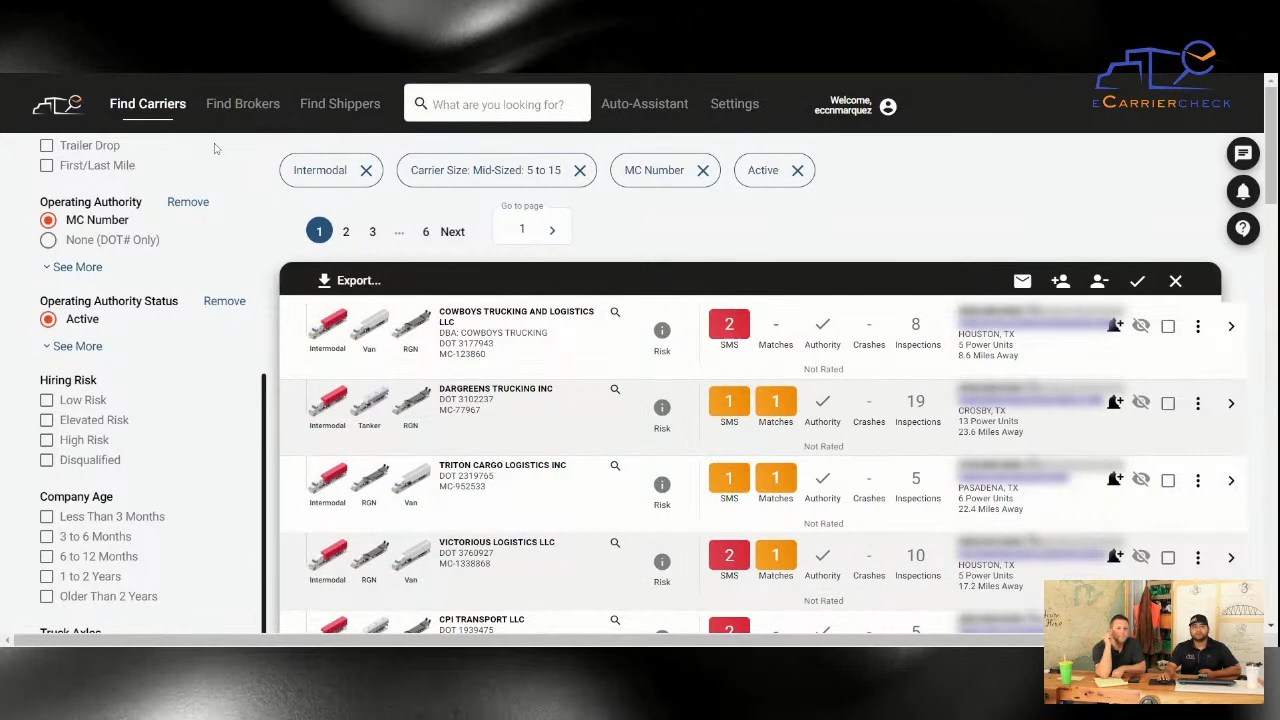 eCARRIERCHECK
Find Carriers Find Brokers Find Shippers What are you looking for? Auto-Assistant Settings Welcome, eccnmarquez
Trailer Drop
First/Last Mile
Operating Authority Remove
MC Number
None (DOT# Only)
See More
Operating Authority Status Remove
Active
See More
Hiring Risk
Low Risk
Elevated Risk
High Risk
Disqualified
Company Age
Less Than 3 Months
3 to 6 Months
6 to 12 Months
1 to 2 Years
Older Than 2 Years
Truck Axles
Intermodal Carrier Size: Mid-Sized: 5 to 15 MC Number Active
Go to page
1 2 3 ... 6 Next 1
Export...
COWBOYS TRUCKING AND LOGISTICS
LLC
DBA: COWBOYS TRUCKING
DOT 3177943
MC-123860
Intermodal Van RGN
Risk
2 - - 8
SMS Matches Authority Crashes Inspections
Not Rated
HOUSTON, TX
5 Power Units
8.6 Miles Away
DARGREENS TRUCKING INC
DOT 3102237
MC-77967
Intermodal Tanker RGN
Risk
1 1 - 19
SMS Matches Authority Crashes Inspections
Not Rated
CROSBY, TX
13 Power Units
23.6 Miles Away
TRITON CARGO LOGISTICS INC
DOT 2319765
MC-952533
Intermodal RGN Van
Risk
1 1 - 5
SMS Matches Authority Crashes Inspections
Not Rated
PASADENA, TX
6 Power Units
22.4 Miles Away
VICTORIOUS LOGISTICS LLC
DOT 3760927
MC-1338868
Intermodal RGN Van
Risk
2 1 - 10
SMS Matches Authority Crashes Inspections
Not Rated
HOUSTON, TX
5 Power Units
17.2 Miles Away
CPI TRANSPORT LLC
DOT 1939475
2 - 5